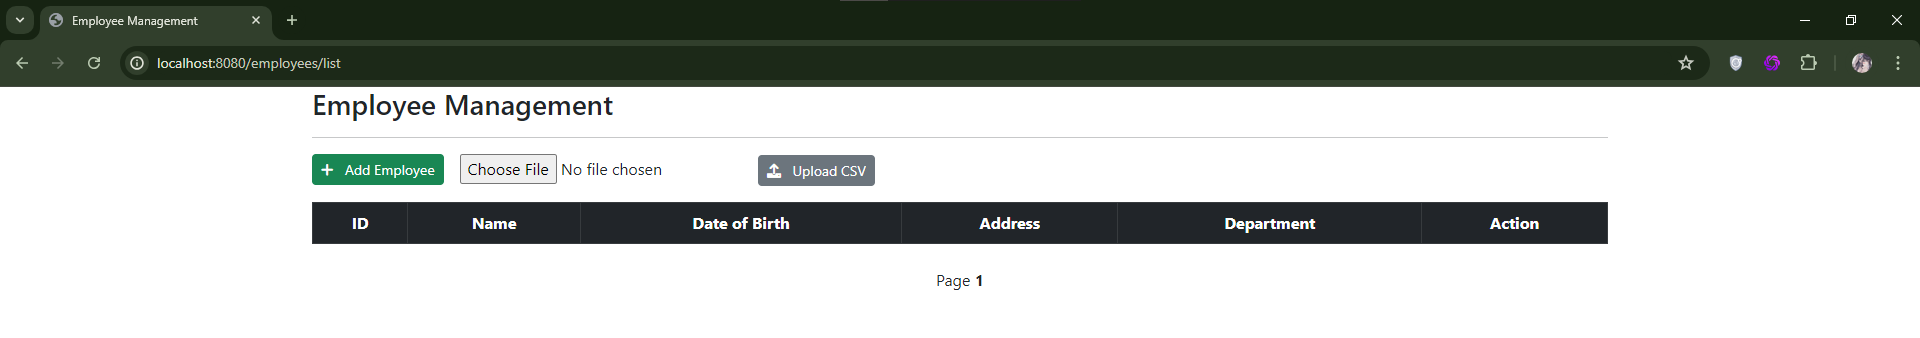 Employee Management
localhost:8080/employees/list
Employee Management
Add Employee Choose File No file chosen Upload CSV
ID Name Date of Birth Address Department Action
Page 1